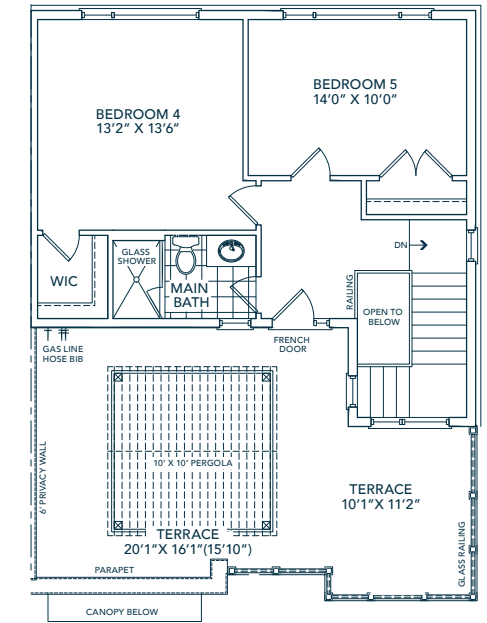 BEDROOM 4
13'2" X 13'6"
BEDROOM 5
14'0" X 10'0"
DN
WIC
GLASS
SHOWER
MAIN
BATH
RAILING
OPEN TO
BELOW
FRENCH
DOOR
GAS LINE
HOSE BIB
6' PRIVACY WALL
10' X 10' PERGOLA
TERRACE
20'1"X 16'1"(15'10")
TERRACE
10'1"X 11'2"
GLASS RAILING
PARAPET
CANOPY BELOW